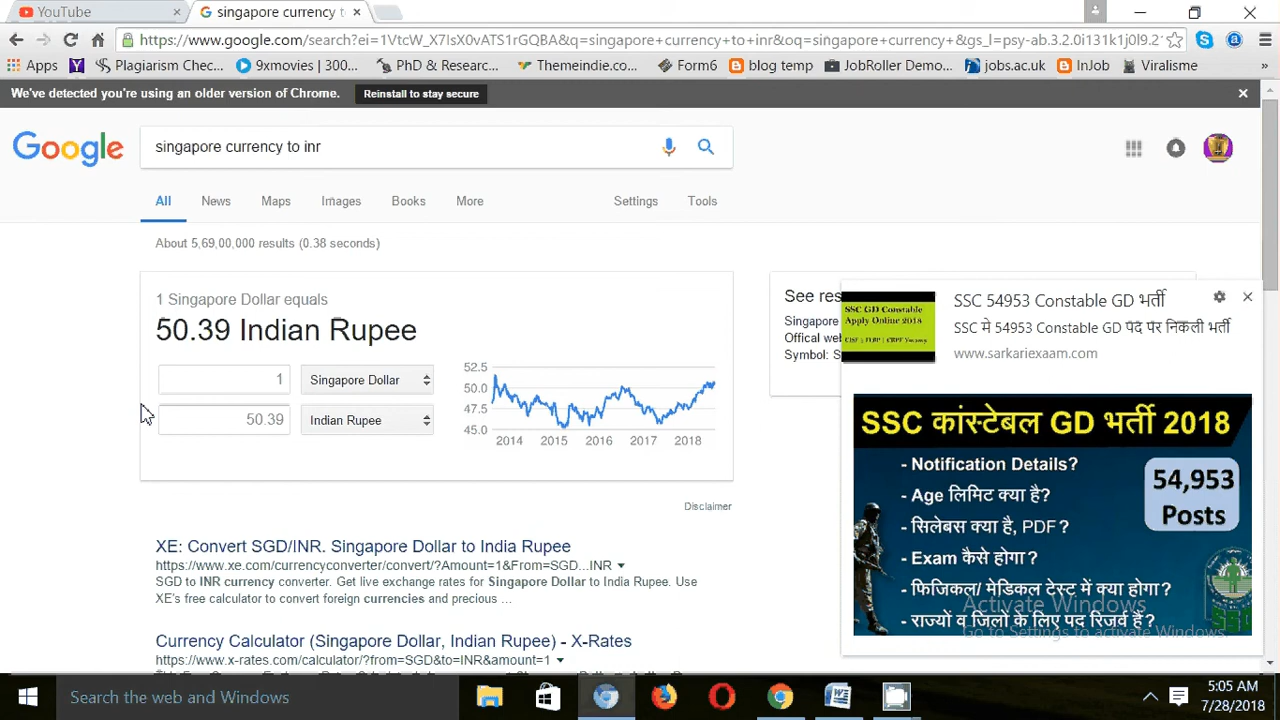 YouTube
singapore currency to
https://www.google.com/search?ei=1VtcW_X7IsX0vATS1rGQBA&q=singapore+currency+to+inr&oq=singapore+currency+&gs_l=psy-ab.3.2.0i131k1j0l9.2
Apps
Plagiarism Chec...
9xmovies | 300...
PhD & Researc...
Themeindie.co...
Form6
blog temp
JobRoller Demo...
jobs.ac.uk
InJob
Viralisme
»
We've detected you're using an older version of Chrome.
Reinstall to stay secure
Google
singapore currency to inr
All
News
Maps
Images
Books
More
Settings
Tools
About 5,69,00,000 results (0.38 seconds)
1 Singapore Dollar equals
50.39 Indian Rupee
1
Singapore Dollar
50.39
Indian Rupee
52.5
50.0
47.5
45.0
2014 2015 2016 2017 2018
Disclaimer
See res
Singapore
Offical web
Symbol: S
SSC GD Constable
Apply Online 2018
SSC 54953 Constable GD भर्ती
SSC मे 54953 Constable GD पद पर निकली भर्ती
www.sarkariexaam.com
SSC कांस्टेबल GD भर्ती 2018
- Notification Details?
- Age लिमिट क्या है?
- सिलेबस क्या है, PDF ?
- Exam कैसे होगा ?
- फिजिकल/ मेडिकल टेस्ट में क्या होगा ?
- राज्यों व जिलों के लिए पद रिजर्व हैं ?
54,953
Posts
Activate Windows
Go to Settings to activate Windows.
XE: Convert SGD/INR. Singapore Dollar to India Rupee
https://www.xe.com/currencyconverter/convert/?Amount=1&From=SGD...INR
SGD to INR currency converter. Get live exchange rates for Singapore Dollar to India Rupee. Use
XE's free calculator to convert foreign currencies and precious ...
Currency Calculator (Singapore Dollar, Indian Rupee) - X-Rates
https://www.x-rates.com/calculator/?from=SGD&to=INR&amount=1
Search the web and Windows
5:05 AM
7/28/2018